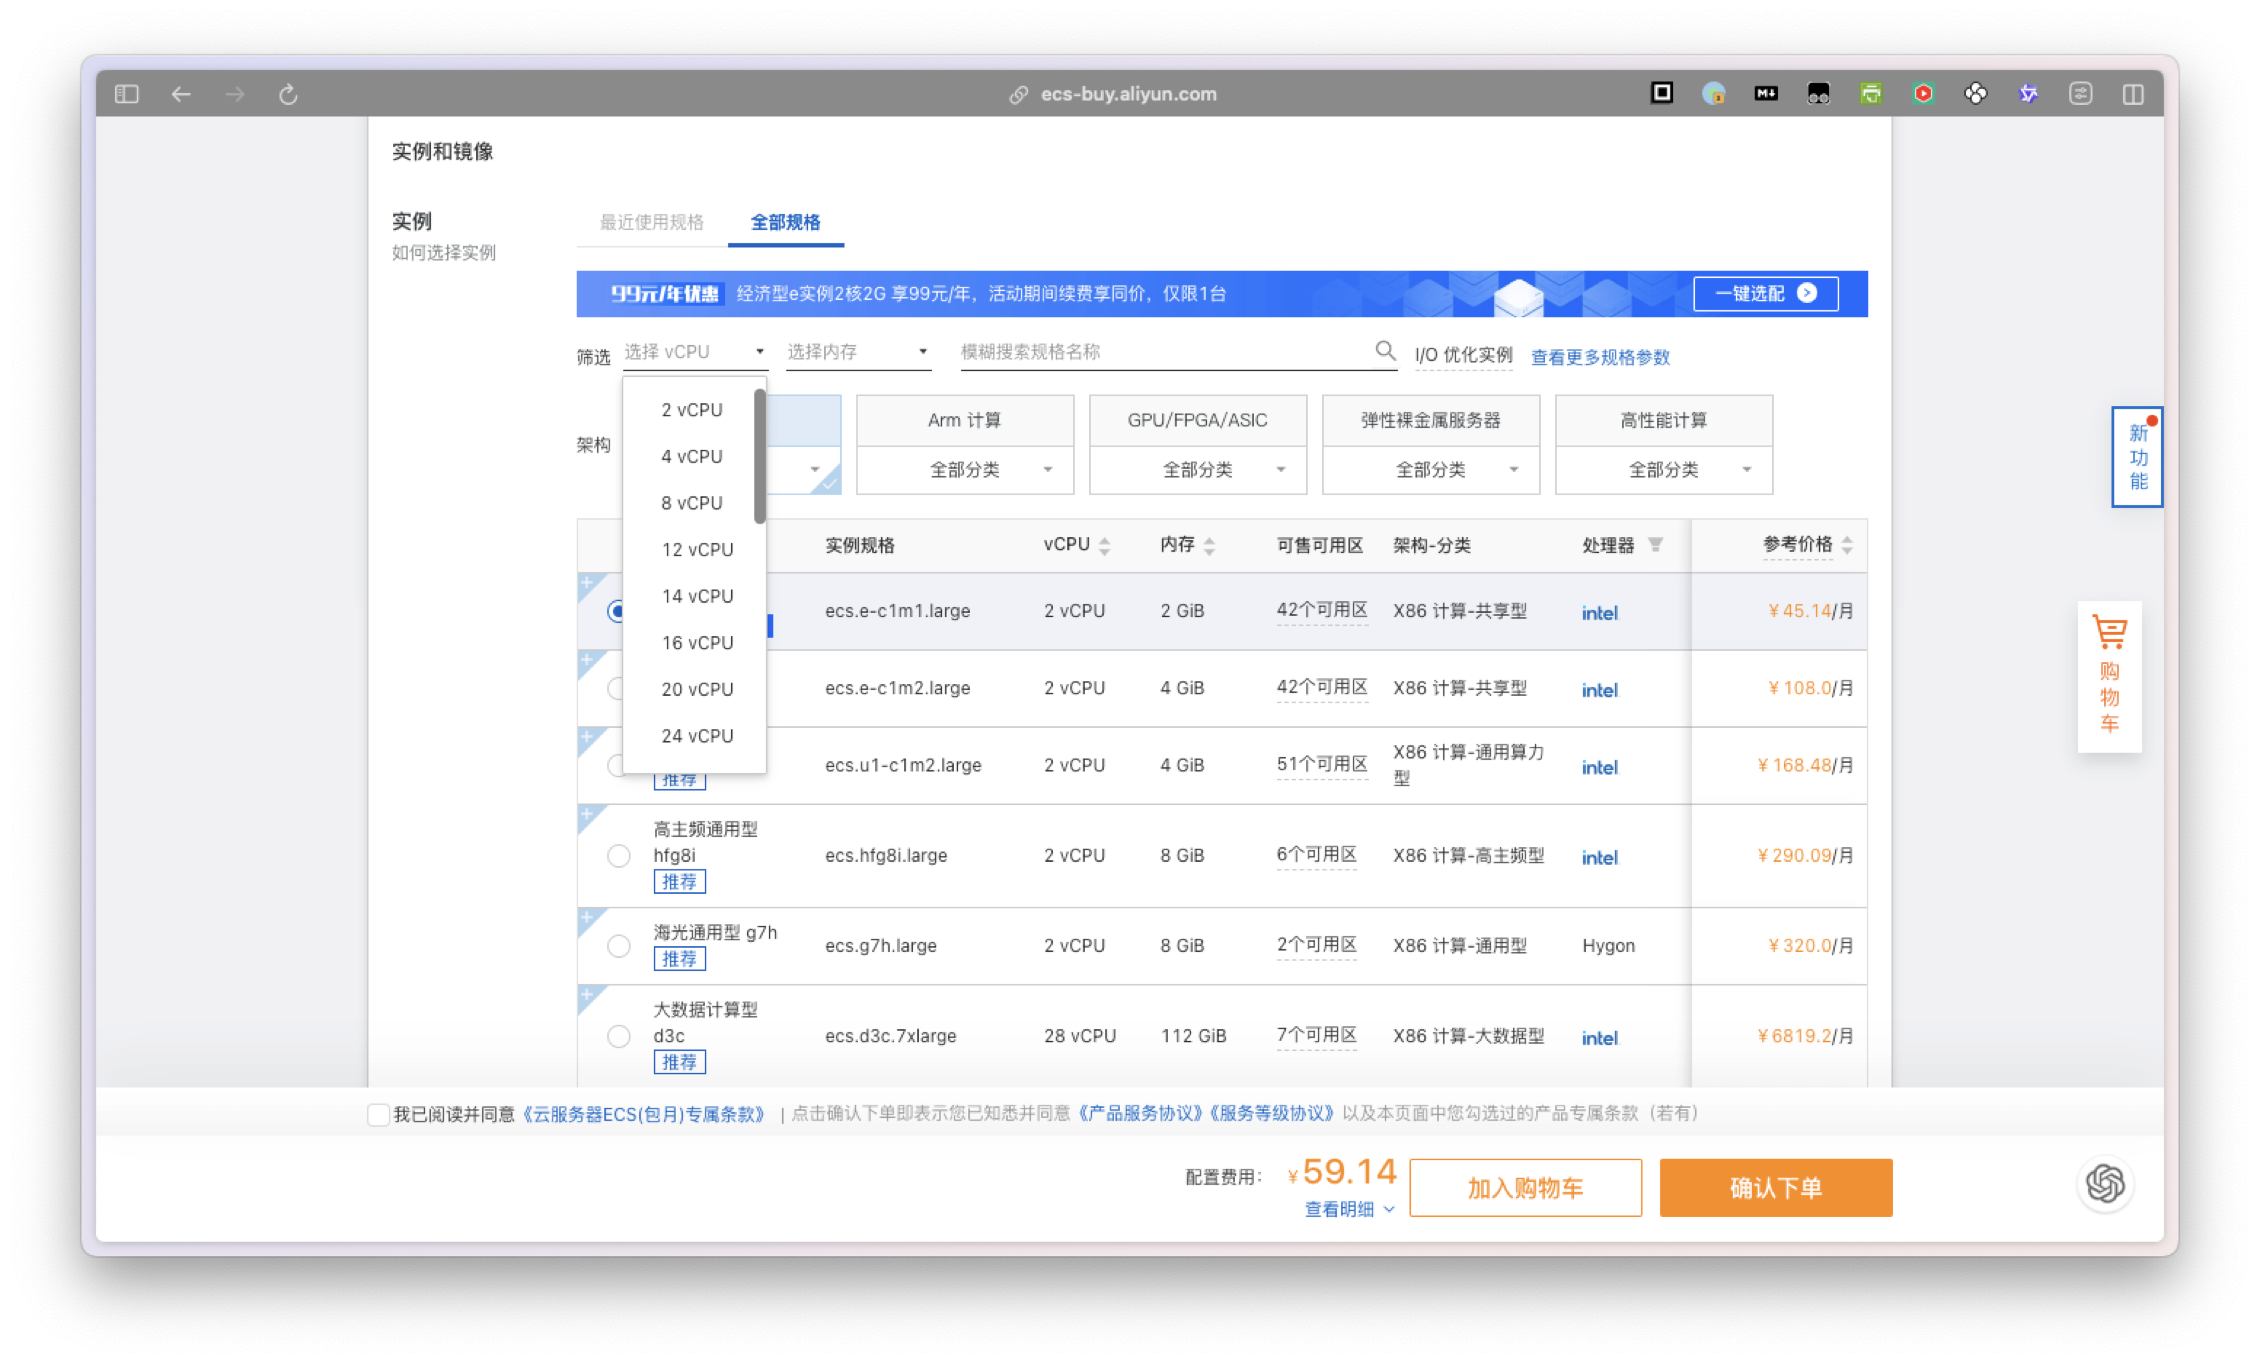 ecs-buy.aliyun.com
M↓
实例和镜像
实例
如何选择实例
最近使用规格 全部规格
99元/年优惠 经济型e实例2核2G 享99元/年，活动期间续费享同价，仅限1台 一键选配
筛选 选择 vCPU 选择内存 模糊搜索规格名称 I/O 优化实例 查看更多规格参数
2 vCPU
4 vCPU
8 vCPU
12 vCPU
14 vCPU
16 vCPU
20 vCPU
24 vCPU
架构
Arm 计算 GPU/FPGA/ASIC 弹性裸金属服务器 高性能计算
全部分类 全部分类 全部分类 全部分类
实例规格 vCPU 内存 可售可用区 架构-分类 处理器 参考价格
ecs.e-c1m1.large 2 vCPU 2 GiB 42个可用区 X86 计算-共享型 intel ¥45.14/月
ecs.e-c1m2.large 2 vCPU 4 GiB 42个可用区 X86 计算-共享型 intel ¥108.0/月
推荐 ecs.u1-c1m2.large 2 vCPU 4 GiB 51个可用区 X86 计算-通用算力型 intel ¥168.48/月
高主频通用型
hfg8i ecs.hfg8i.large 2 vCPU 8 GiB 6个可用区 X86 计算-高主频型 intel ¥290.09/月
推荐
海光通用型 g7h
推荐 ecs.g7h.large 2 vCPU 8 GiB 2个可用区 X86 计算-通用型 Hygon ¥320.0/月
大数据计算型
d3c ecs.d3c.7xlarge 28 vCPU 112 GiB 7个可用区 X86 计算-大数据型 intel ¥6819.2/月
推荐
新功能
购物车
我已阅读并同意《云服务器ECS(包月)专属条款》 | 点击确认下单即表示您已知悉并同意《产品服务协议》《服务等级协议》以及本页面中您勾选过的产品专属条款（若有）
配置费用： ¥59.14 加入购物车 确认下单
查看明细